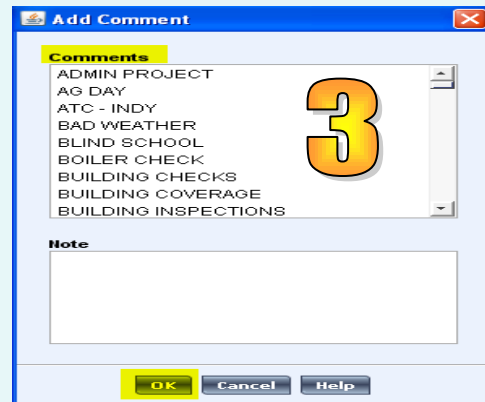 Add Comment
Comments
ADMIN PROJECT
AG DAY
ATC - INDY
BAD WEATHER
BLIND SCHOOL
BOILER CHECK
BUILDING CHECKS
BUILDING COVERAGE
BUILDING INSPECTIONS
3
Note
OK Cancel Help